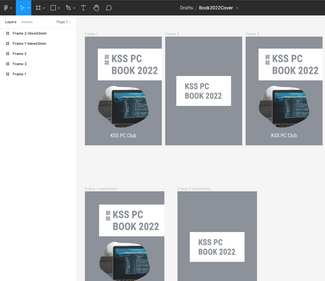 Drafts / Book2022Cover
Layers
Assets
Page 1
Frame 2-bleed3mm
Frame 1-bleed3mm
Frame 2
Frame 3
Frame 1
Frame 1
Frame 2
Frame 3
KSS PC
BOOK 2022
KSS PC Club
KSS PC
BOOK 2022
KSS PC
BOOK 2022
KSS PC Club
Frame 1-bleed3mm
Frame 2-bleed3mm
KSS PC
BOOK 2022
KSS PC
BOOK 2022